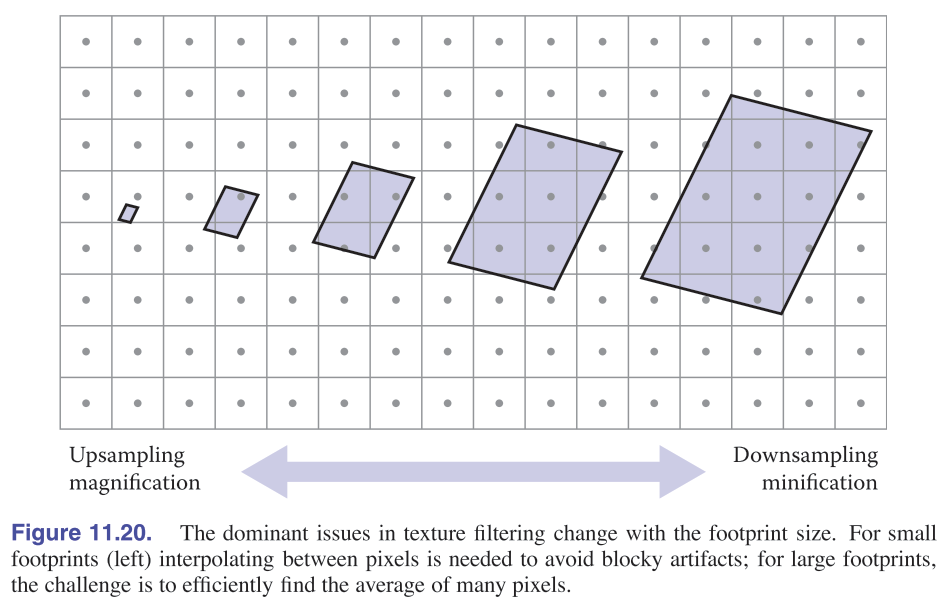 Upsampling
magnification
Downsampling
minification
Figure 11.20. The dominant issues in texture filtering change with the footprint size. For small
footprints (left) interpolating between pixels is needed to avoid blocky artifacts; for large footprints,
the challenge is to efficiently find the average of many pixels.